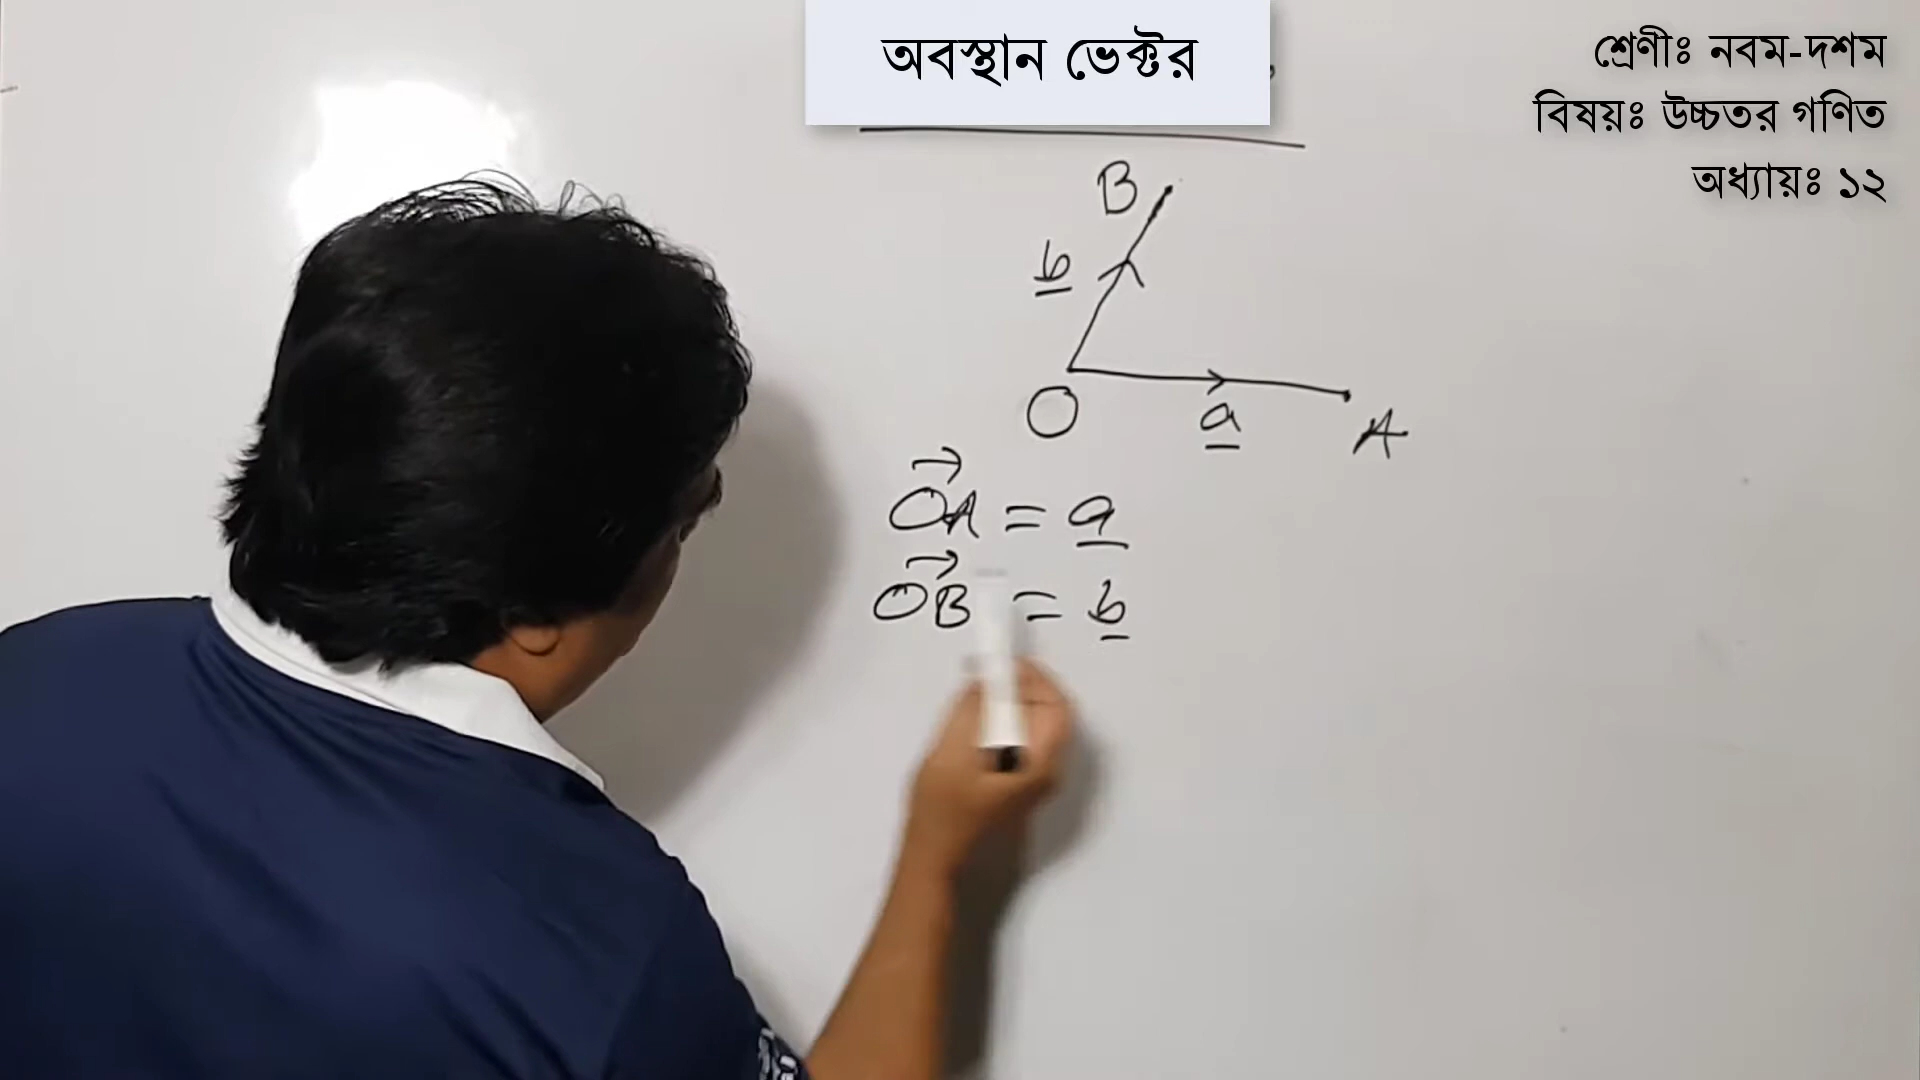 অবস্থান ভেক্টর
শ্রেণীঃ নবম-দশম
বিষয়ঃ উচ্চতর গণিত
অধ্যায়ঃ ১২
B
b
O
a
A
OA = a
OB = b